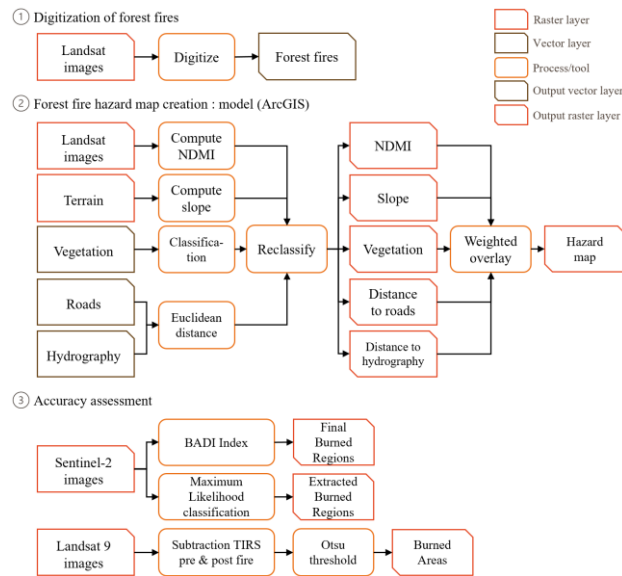 ① Digitization of forest fires
Landsat
images
Digitize
Forest fires
Raster layer
Vector layer
Process/tool
Output vector layer
Output raster layer
② Forest fire hazard map creation : model (ArcGIS)
Landsat
images
Compute
NDMI
Terrain
Compute
slope
Vegetation
Classifica-
tion
Roads
Hydrography
Euclidean
distance
Reclassify
NDMI
Slope
Vegetation
Distance
to roads
Distance to
hydrography
Weighted
overlay
Hazard
map
③ Accuracy assessment
Sentinel-2
images
BADI Index
Final
Burned
Regions
Maximum
Likelihood
classification
Extracted
Burned
Regions
Landsat 9
images
Subtraction TIRS
pre & post fire
Otsu
threshold
Burned
Areas